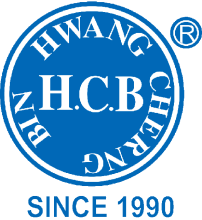 BIN HWANG CHERNG
H.C.B
®
SINCE 1990